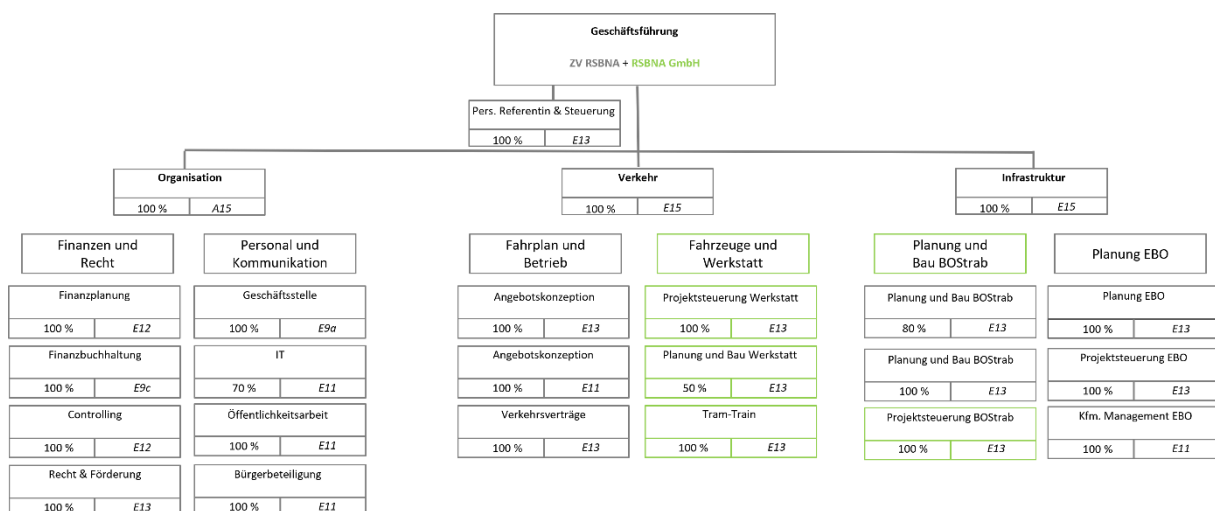 Geschäftsführung
ZV RSBNA + RSBNA GmbH
Pers. Referentin & Steuerung
100 % E13
Organisation
100 % A15
Verkehr
100 % E15
Infrastruktur
100 % E15
Finanzen und
Recht
Personal und
Kommunikation
Fahrplan und
Betrieb
Fahrzeuge und
Werkstatt
Planung und
Bau BOStrab
Planung EBO
Finanzplanung
100 % E12
Geschäftsstelle
100 % E9a
Angebotskonzeption
100 % E13
Projektsteuerung Werkstatt
100 % E13
Planung und Bau BOStrab
80 % E13
Planung EBO
100 % E13
Finanzbuchhaltung
100 % E9c
IT
70 % E11
Angebotskonzeption
100 % E11
Planung und Bau Werkstatt
50 % E13
Planung und Bau BOStrab
100 % E13
Projektsteuerung EBO
100 % E13
Controlling
100 % E12
Öffentlichkeitsarbeit
100 % E11
Verkehrsverträge
100 % E13
Tram-Train
100 % E13
Projektsteuerung BOStrab
100 % E13
Kfm. Management EBO
100 % E11
Recht & Förderung
100 % E13
Bürgerbeteiligung
100 % E11